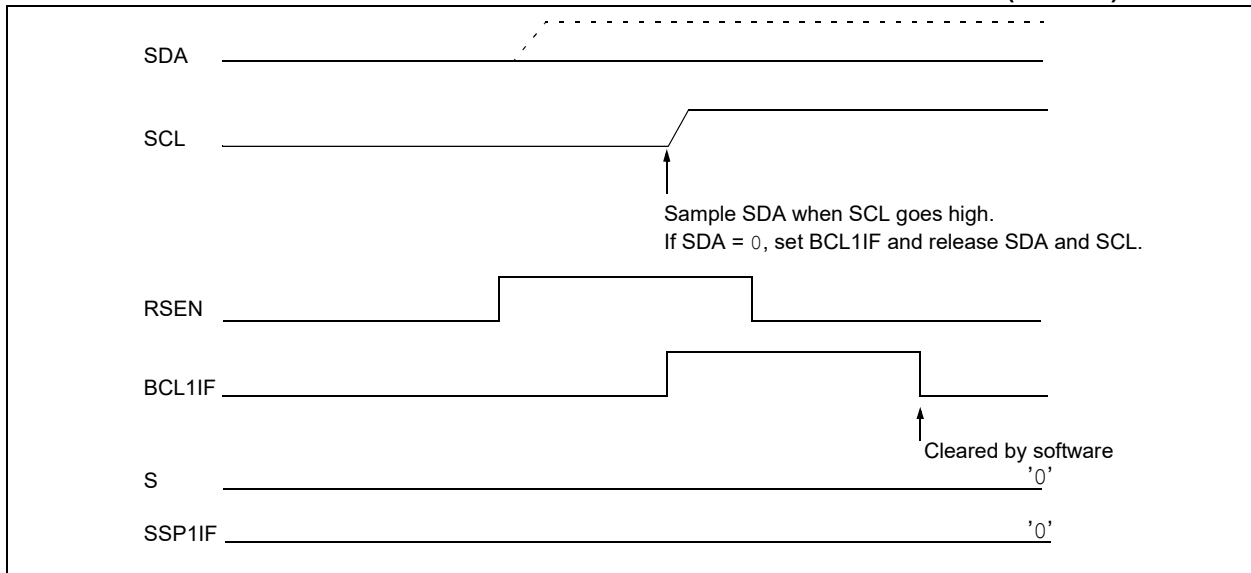 SDA
SCL
Sample SDA when SCL goes high.
If SDA = 0, set BCL1IF and release SDA and SCL.
RSEN
BCL1IF
Cleared by software
S
'0'
SSP1IF
'0'